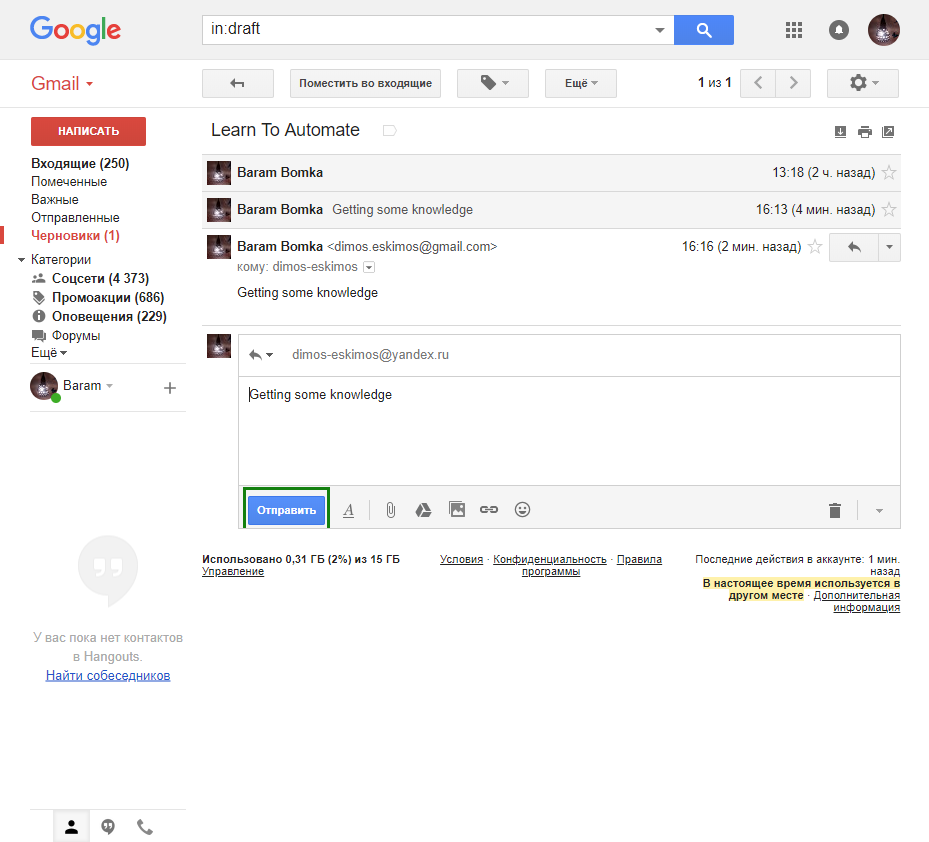 Google
in:draft
Gmail
Поместить во входящие
Ещё
1 из 1
НАПИСАТЬ
Входящие (250)
Помеченные
Важные
Отправленные
Черновики (1)
Категории
Соцсети (4 373)
Промоакции (686)
Оповещения (229)
Форумы
Ещё
Baram
У вас пока нет контактов
в Hangouts.
Найти собеседников
Learn To Automate
Baram Bomka 13:18 (2 ч. назад)
Baram Bomka Getting some knowledge 16:13 (4 мин. назад)
Baram Bomka <dimos.eskimos@gmail.com> 16:16 (2 мин. назад)
кому: dimos-eskimos
Getting some knowledge
dimos-eskimos@yandex.ru
Getting some knowledge
Отправить
A
Использовано 0,31 ГБ (2%) из 15 ГБ
Управление
Условия · Конфиденциальность · Правила
программы
Последние действия в аккаунте: 1 мин.
назад
В настоящее время используется в
другом месте · Дополнительная
информация